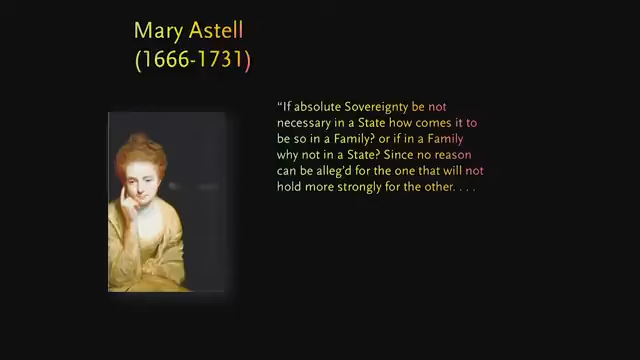 Mary Astell
(1666-1731)
“If absolute Sovereignty be not
necessary in a State how comes it to
be so in a Family? or if in a Family
why not in a State? Since no reason
can be alleg’d for the one that will not
hold more strongly for the other. . . .